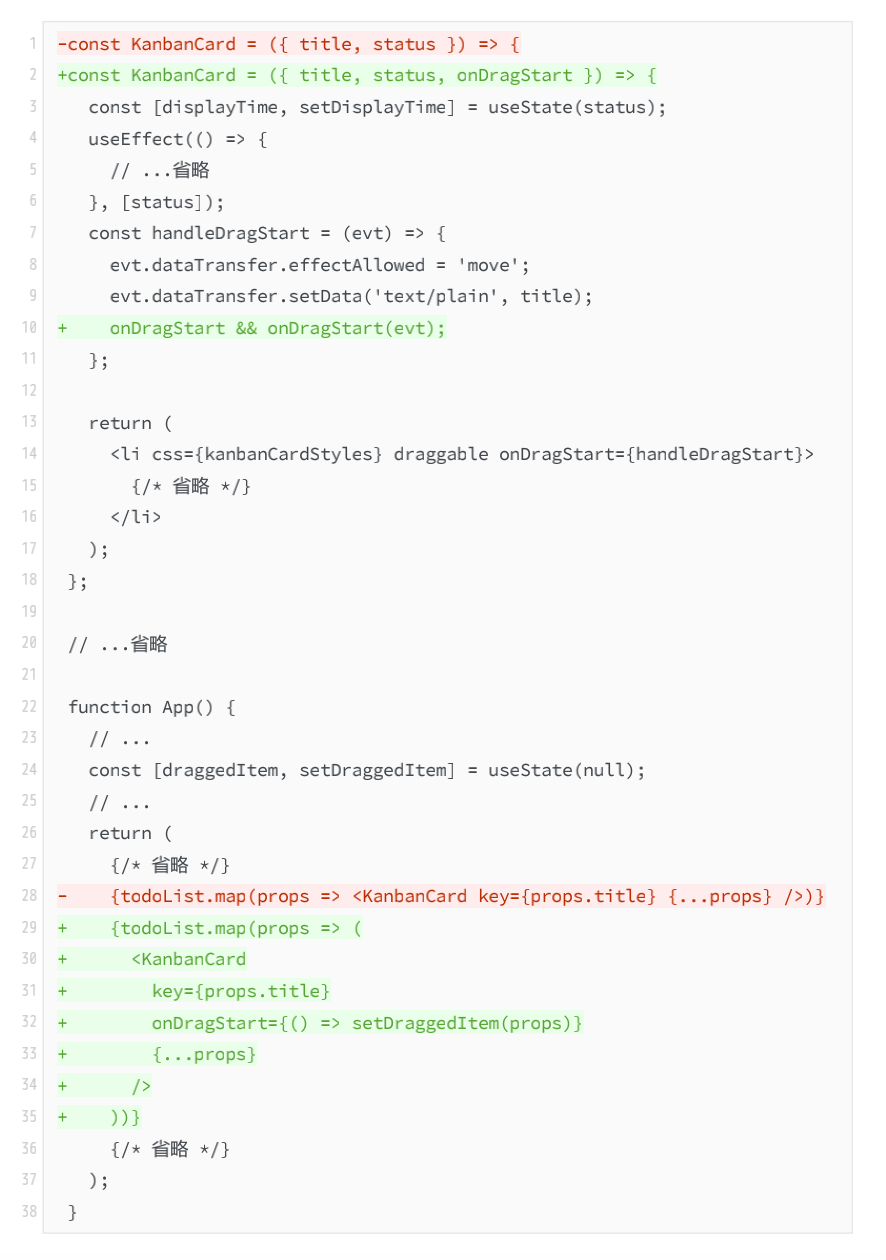 1 -const KanbanCard = ({ title, status }) => {
2 +const KanbanCard = ({ title, status, onDragStart }) => {
3    const [displayTime, setDisplayTime] = useState(status);
4    useEffect(() => {
5      // ...省略
6    }, [status]);
7    const handleDragStart = (evt) => {
8      evt.dataTransfer.effectAllowed = 'move';
9      evt.dataTransfer.setData('text/plain', title);
10 +    onDragStart && onDragStart(evt);
11    };
12
13    return (
14      <li css={kanbanCardStyles} draggable onDragStart={handleDragStart}>
15        {/* 省略 */}
16      </li>
17    );
18  };
19
20  // ...省略
21
22  function App() {
23    // ...
24    const [draggedItem, setDraggedItem] = useState(null);
25    // ...
26    return (
27      {/* 省略 */}
28 -    {todoList.map(props => <KanbanCard key={props.title} {...props} />)}
29 +    {todoList.map(props => (
30 +      <KanbanCard
31 +        key={props.title}
32 +        onDragStart={() => setDraggedItem(props)}
33 +        {...props}
34 +      />
35 +    ))}
36      {/* 省略 */}
37    );
38  }